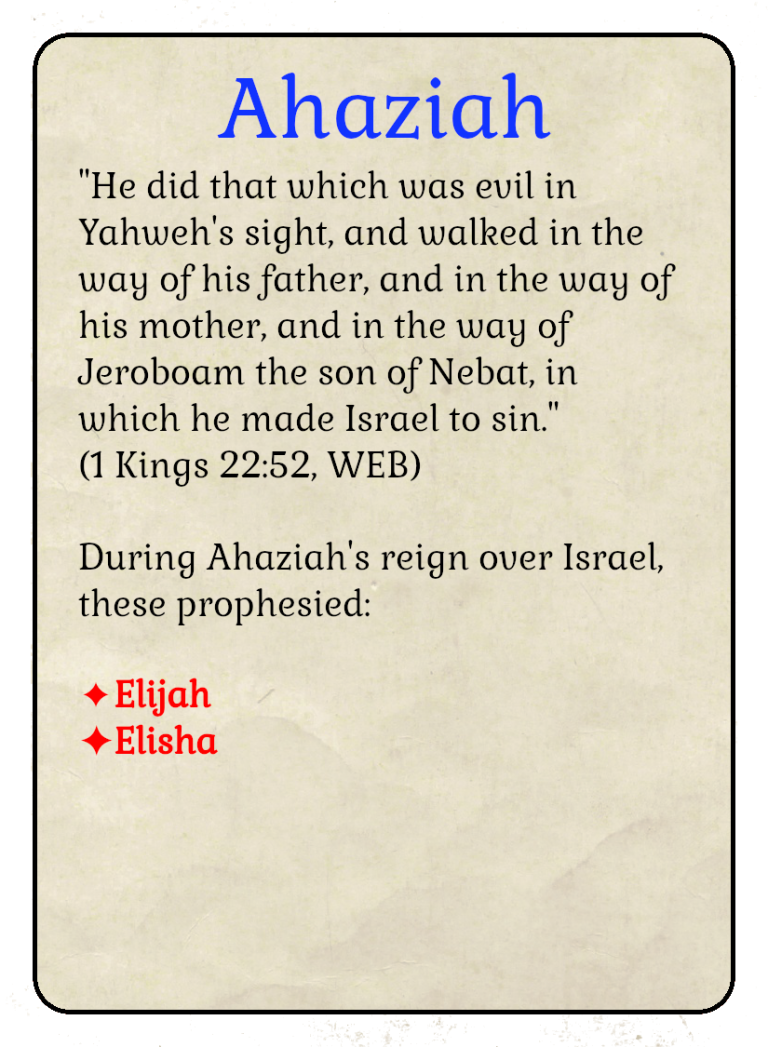 Ahaziah
"He did that which was evil in
Yahweh's sight, and walked in the
way of his father, and in the way of
his mother, and in the way of
Jeroboam the son of Nebat, in
which he made Israel to sin."
(1 Kings 22:52, WEB)
During Ahaziah's reign over Israel,
these prophesied:
✦Elijah
✦Elisha